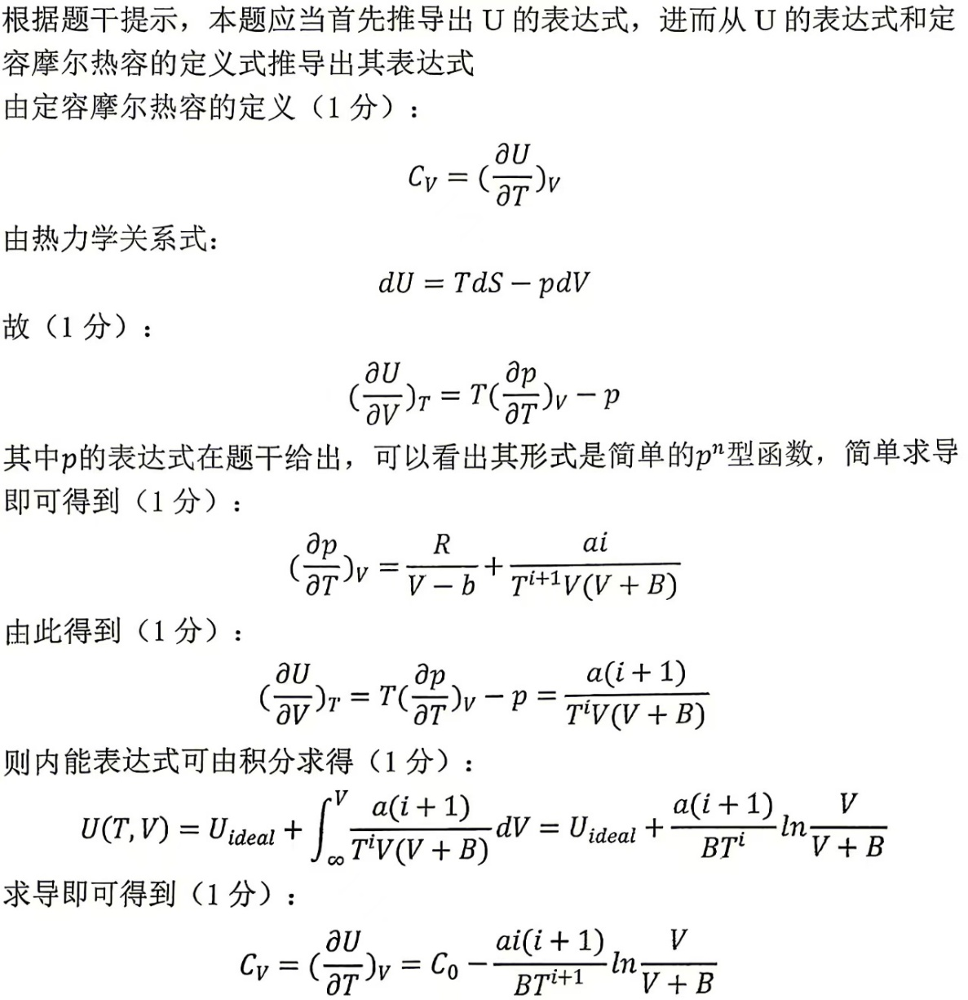 根据题干提示，本题应当首先推导出 U 的表达式，进而从 U 的表达式和定
容摩尔热容的定义式推导出其表达式
由定容摩尔热容的定义（1 分）：
$C_V = (\frac{\partial U}{\partial T})_V$
由热力学关系式：
$dU = TdS - pdV$
故（1 分）：
$(\frac{\partial U}{\partial V})_T = T(\frac{\partial p}{\partial T})_V - p$
其中$p$的表达式在题干给出，可以看出其形式是简单的$p^n$型函数，简单求导
即可得到（1 分）：
$(\frac{\partial p}{\partial T})_V = \frac{R}{V - b} + \frac{ai}{T^{i+1}V(V + B)}$
由此得到（1 分）：
$(\frac{\partial U}{\partial V})_T = T(\frac{\partial p}{\partial T})_V - p = \frac{a(i + 1)}{T^iV(V + B)}$
则内能表达式可由积分求得（1 分）：
$U(T, V) = U_{ideal} + \int_{\infty}^{V} \frac{a(i + 1)}{T^iV(V + B)} dV = U_{ideal} + \frac{a(i + 1)}{BT^i} ln \frac{V}{V + B}$
求导即可得到（1 分）：
$C_V = (\frac{\partial U}{\partial T})_V = C_0 - \frac{ai(i + 1)}{BT^{i+1}} ln \frac{V}{V + B}$